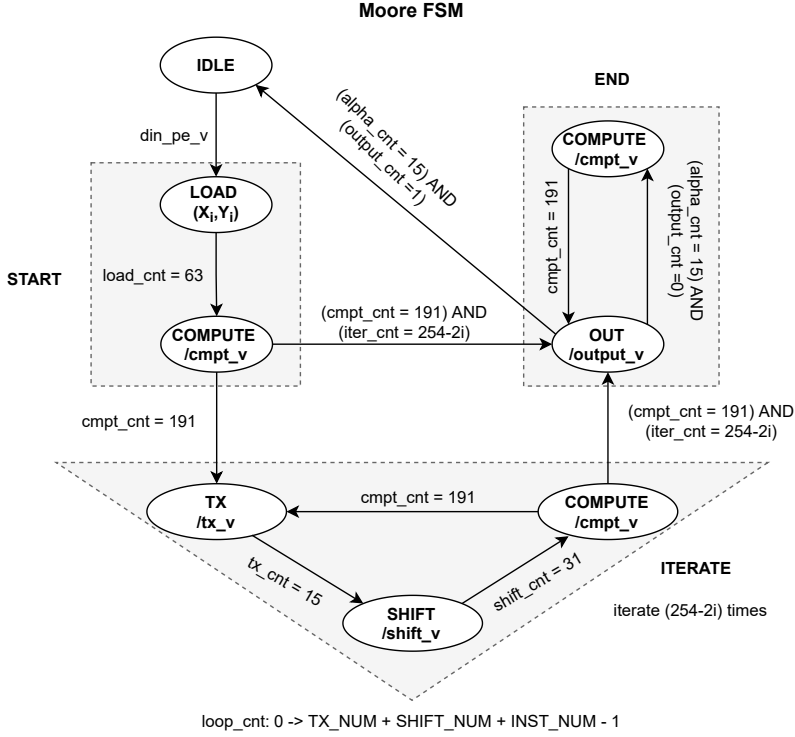 Moore FSM
IDLE
END
din_pe_v
(alpha_cnt = 15) AND
(output_cnt =1)
COMPUTE
/cmpt_v
cmpt_cnt = 191
(alpha_cnt = 15) AND
(output_cnt =0)
LOAD
(Xi,Yi)
START
load_cnt = 63
COMPUTE
/cmpt_v
(cmpt_cnt = 191) AND
(iter_cnt = 254-2i)
OUT
/output_v
cmpt_cnt = 191
(cmpt_cnt = 191) AND
(iter_cnt = 254-2i)
TX
/tx_v
cmpt_cnt = 191
COMPUTE
/cmpt_v
tx_cnt = 15
shift_cnt = 31
ITERATE
SHIFT
/shift_v
iterate (254-2i) times
loop_cnt: 0 -> TX_NUM + SHIFT_NUM + INST_NUM - 1